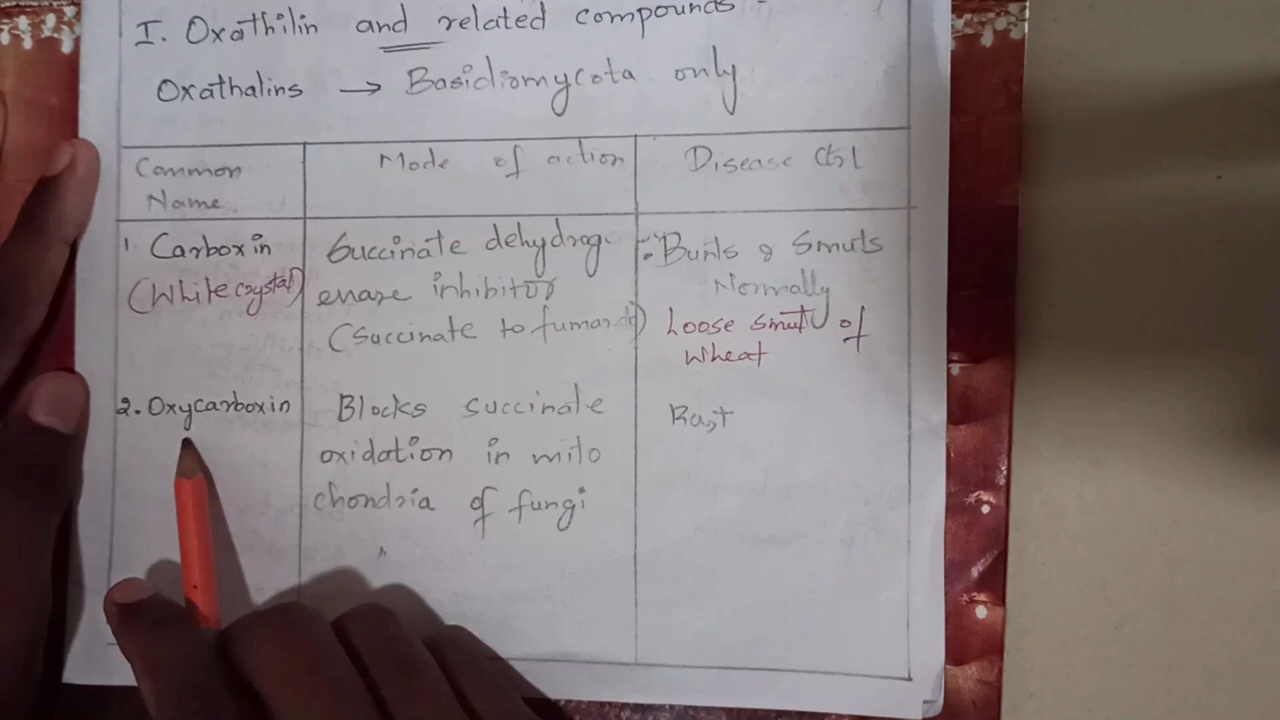 I. Oxathilin and related compounds -
Oxathalins → Basidiomycota only
Common Name
Mode of action
Disease Ctrl
1. Carboxin
(White crystal)
Succinate dehydrog-
enase inhibitor
(Succinate to fumarate)
:- Bunts & Smuts
Normally
Loose Smut of
Wheat
2. Oxycarboxin
Blocks succinate
oxidation in mito
chondria of fungi
Rust